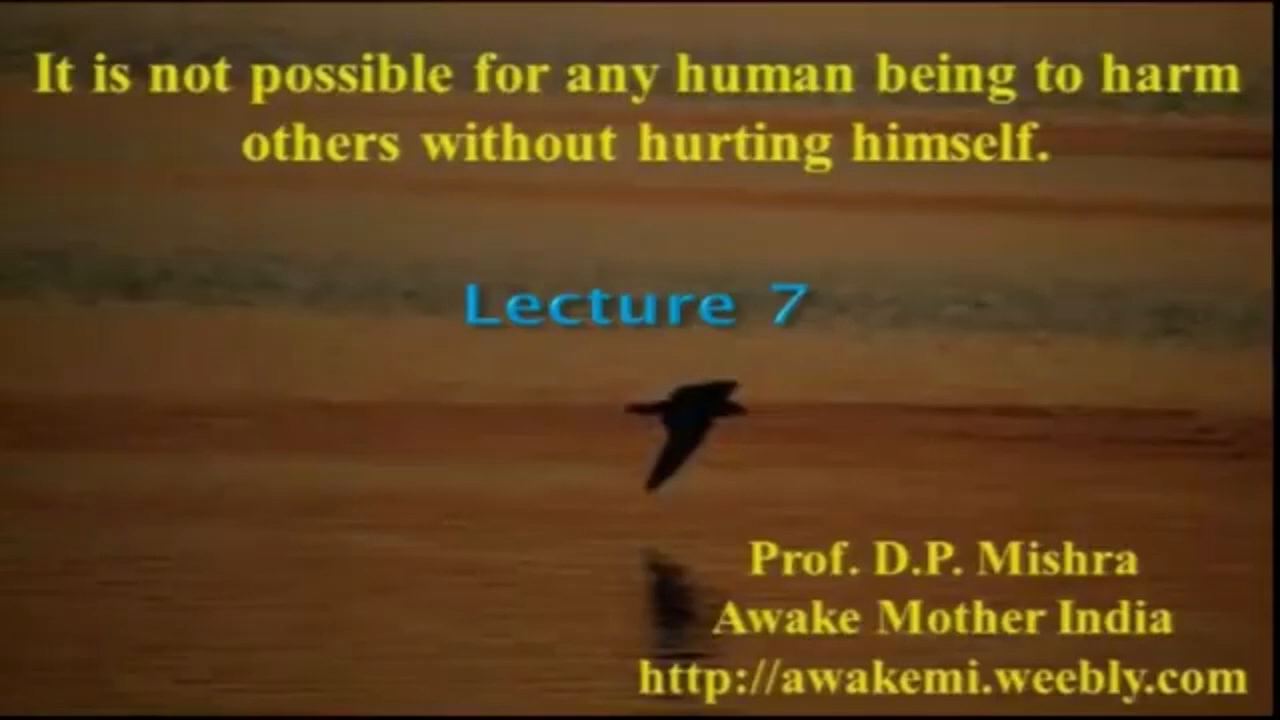 It is not possible for any human being to harm
others without hurting himself.
Lecture 7
Prof. D.P. Mishra
Awake Mother India
http://awakemi.weebly.com